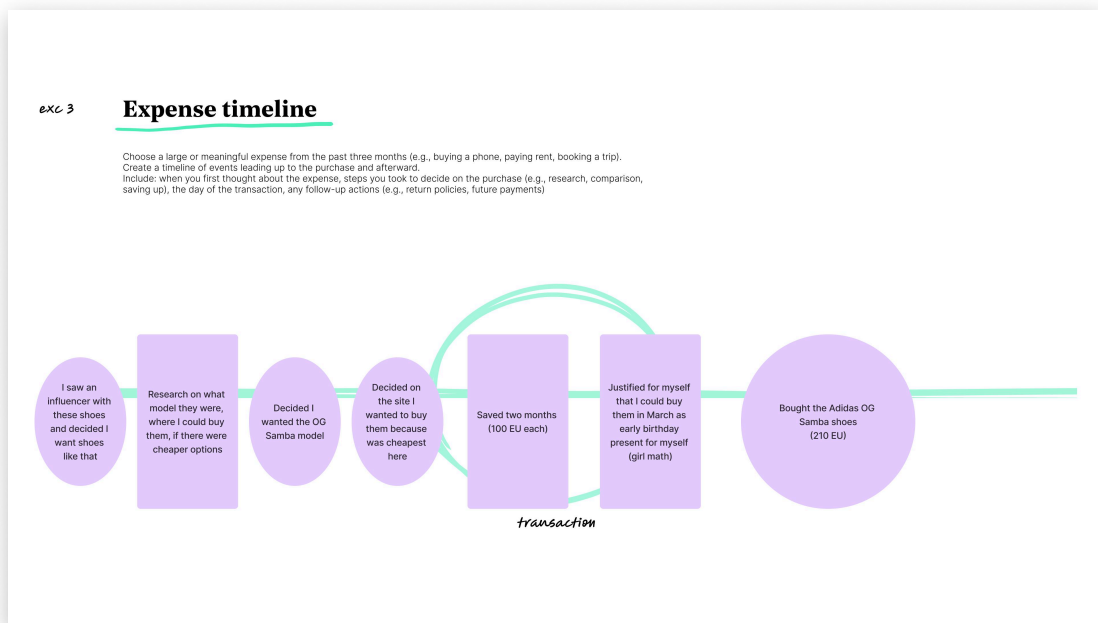 exc 3
Expense timeline
Choose a large or meaningful expense from the past three months (e.g., buying a phone, paying rent, booking a trip).
Create a timeline of events leading up to the purchase and afterward.
Include: when you first thought about the expense, steps you took to decide on the purchase (e.g., research, comparison,
saving up), the day of the transaction, any follow-up actions (e.g., return policies, future payments)
I saw an
influencer with
these shoes
and decided I
want shoes
like that
Research on what
model they were,
where I could buy
them, if there were
cheaper options
Decided I
wanted the OG
Samba model
Decided on
the site I
wanted to buy
them because
was cheapest
here
Saved two months
(100 EU each)
Justified for myself
that I could buy
them in March as
early birthday
present for myself
(girl math)
Bought the Adidas OG
Samba shoes
(210 EU)
transaction